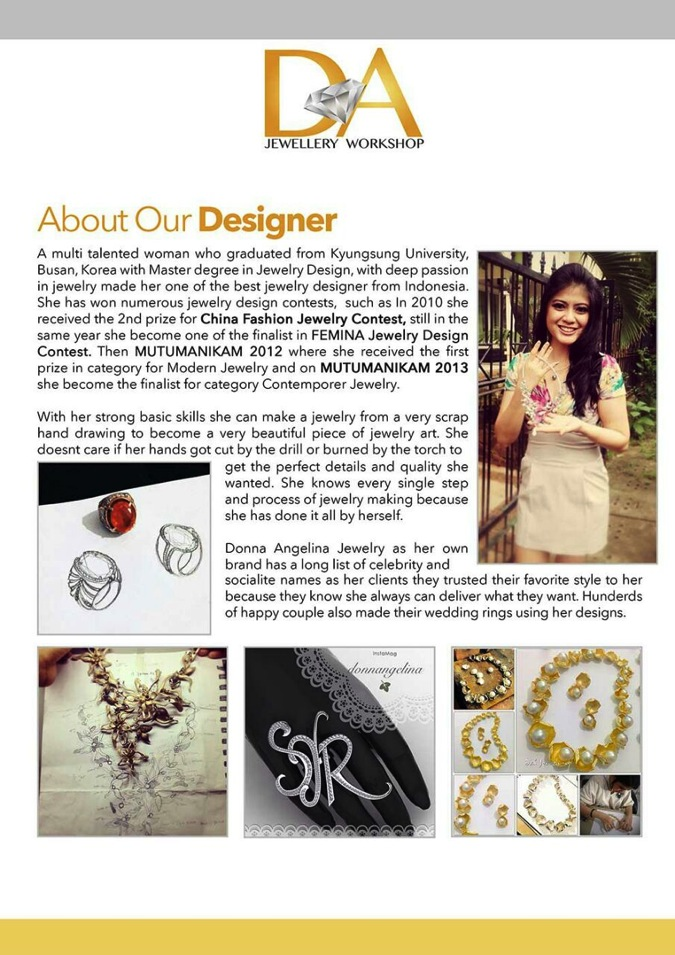 DA
JEWELLERY WORKSHOP
About Our Designer
A multi talented woman who graduated from Kyungsung University,
Busan, Korea with Master degree in Jewelry Design, with deep passion
in jewelry made her one of the best jewelry designer from Indonesia.
She has won numerous jewelry design contests, such as In 2010 she
received the 2nd prize for China Fashion Jewelry Contest, still in the
same year she become one of the finalist in FEMINA Jewelry Design
Contest. Then MUTUMANIKAM 2012 where she received the first
prize in category for Modern Jewelry and on MUTUMANIKAM 2013
she become the finalist for category Contemporer Jewelry.
With her strong basic skills she can make a jewelry from a very scrap
hand drawing to become a very beautiful piece of jewelry art. She
doesnt care if her hands got cut by the drill or burned by the torch to
get the perfect details and quality she
wanted. She knows every single step
and process of jewelry making because
she has done it all by herself.
Donna Angelina Jewelry as her own
brand has a long list of celebrity and
socialite names as her clients they trusted their favorite style to her
because they know she always can deliver what they want. Hunderds
of happy couple also made their wedding rings using her designs.
InstaMag
donnangelina
SYR